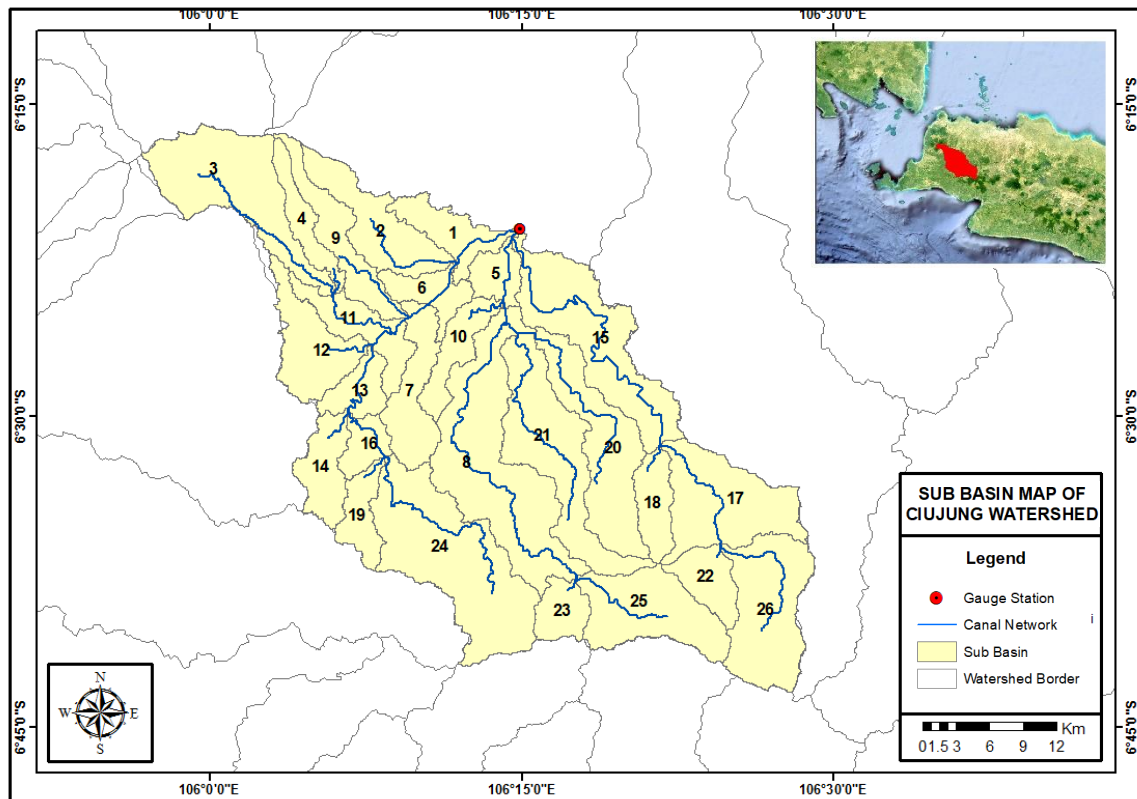 106°0'0"E 106°15'0"E 106°30'0"E
6°15'0"S
6°15'0"S
3
4
2
1
9
5
6
11
10
15
12
13
7
16
21
20
14
8
18
17
19
24
22
25
23
26
6°30'0"S
6°30'0"S
SUB BASIN MAP OF
CIUJUNG WATERSHED
Legend
Gauge Station
Canal Network
i
Sub Basin
Watershed Border
Km
0 1.5 3 6 9 12
N
W E
S
6°45'0"S
6°45'0"S
106°0'0"E 106°15'0"E 106°30'0"E